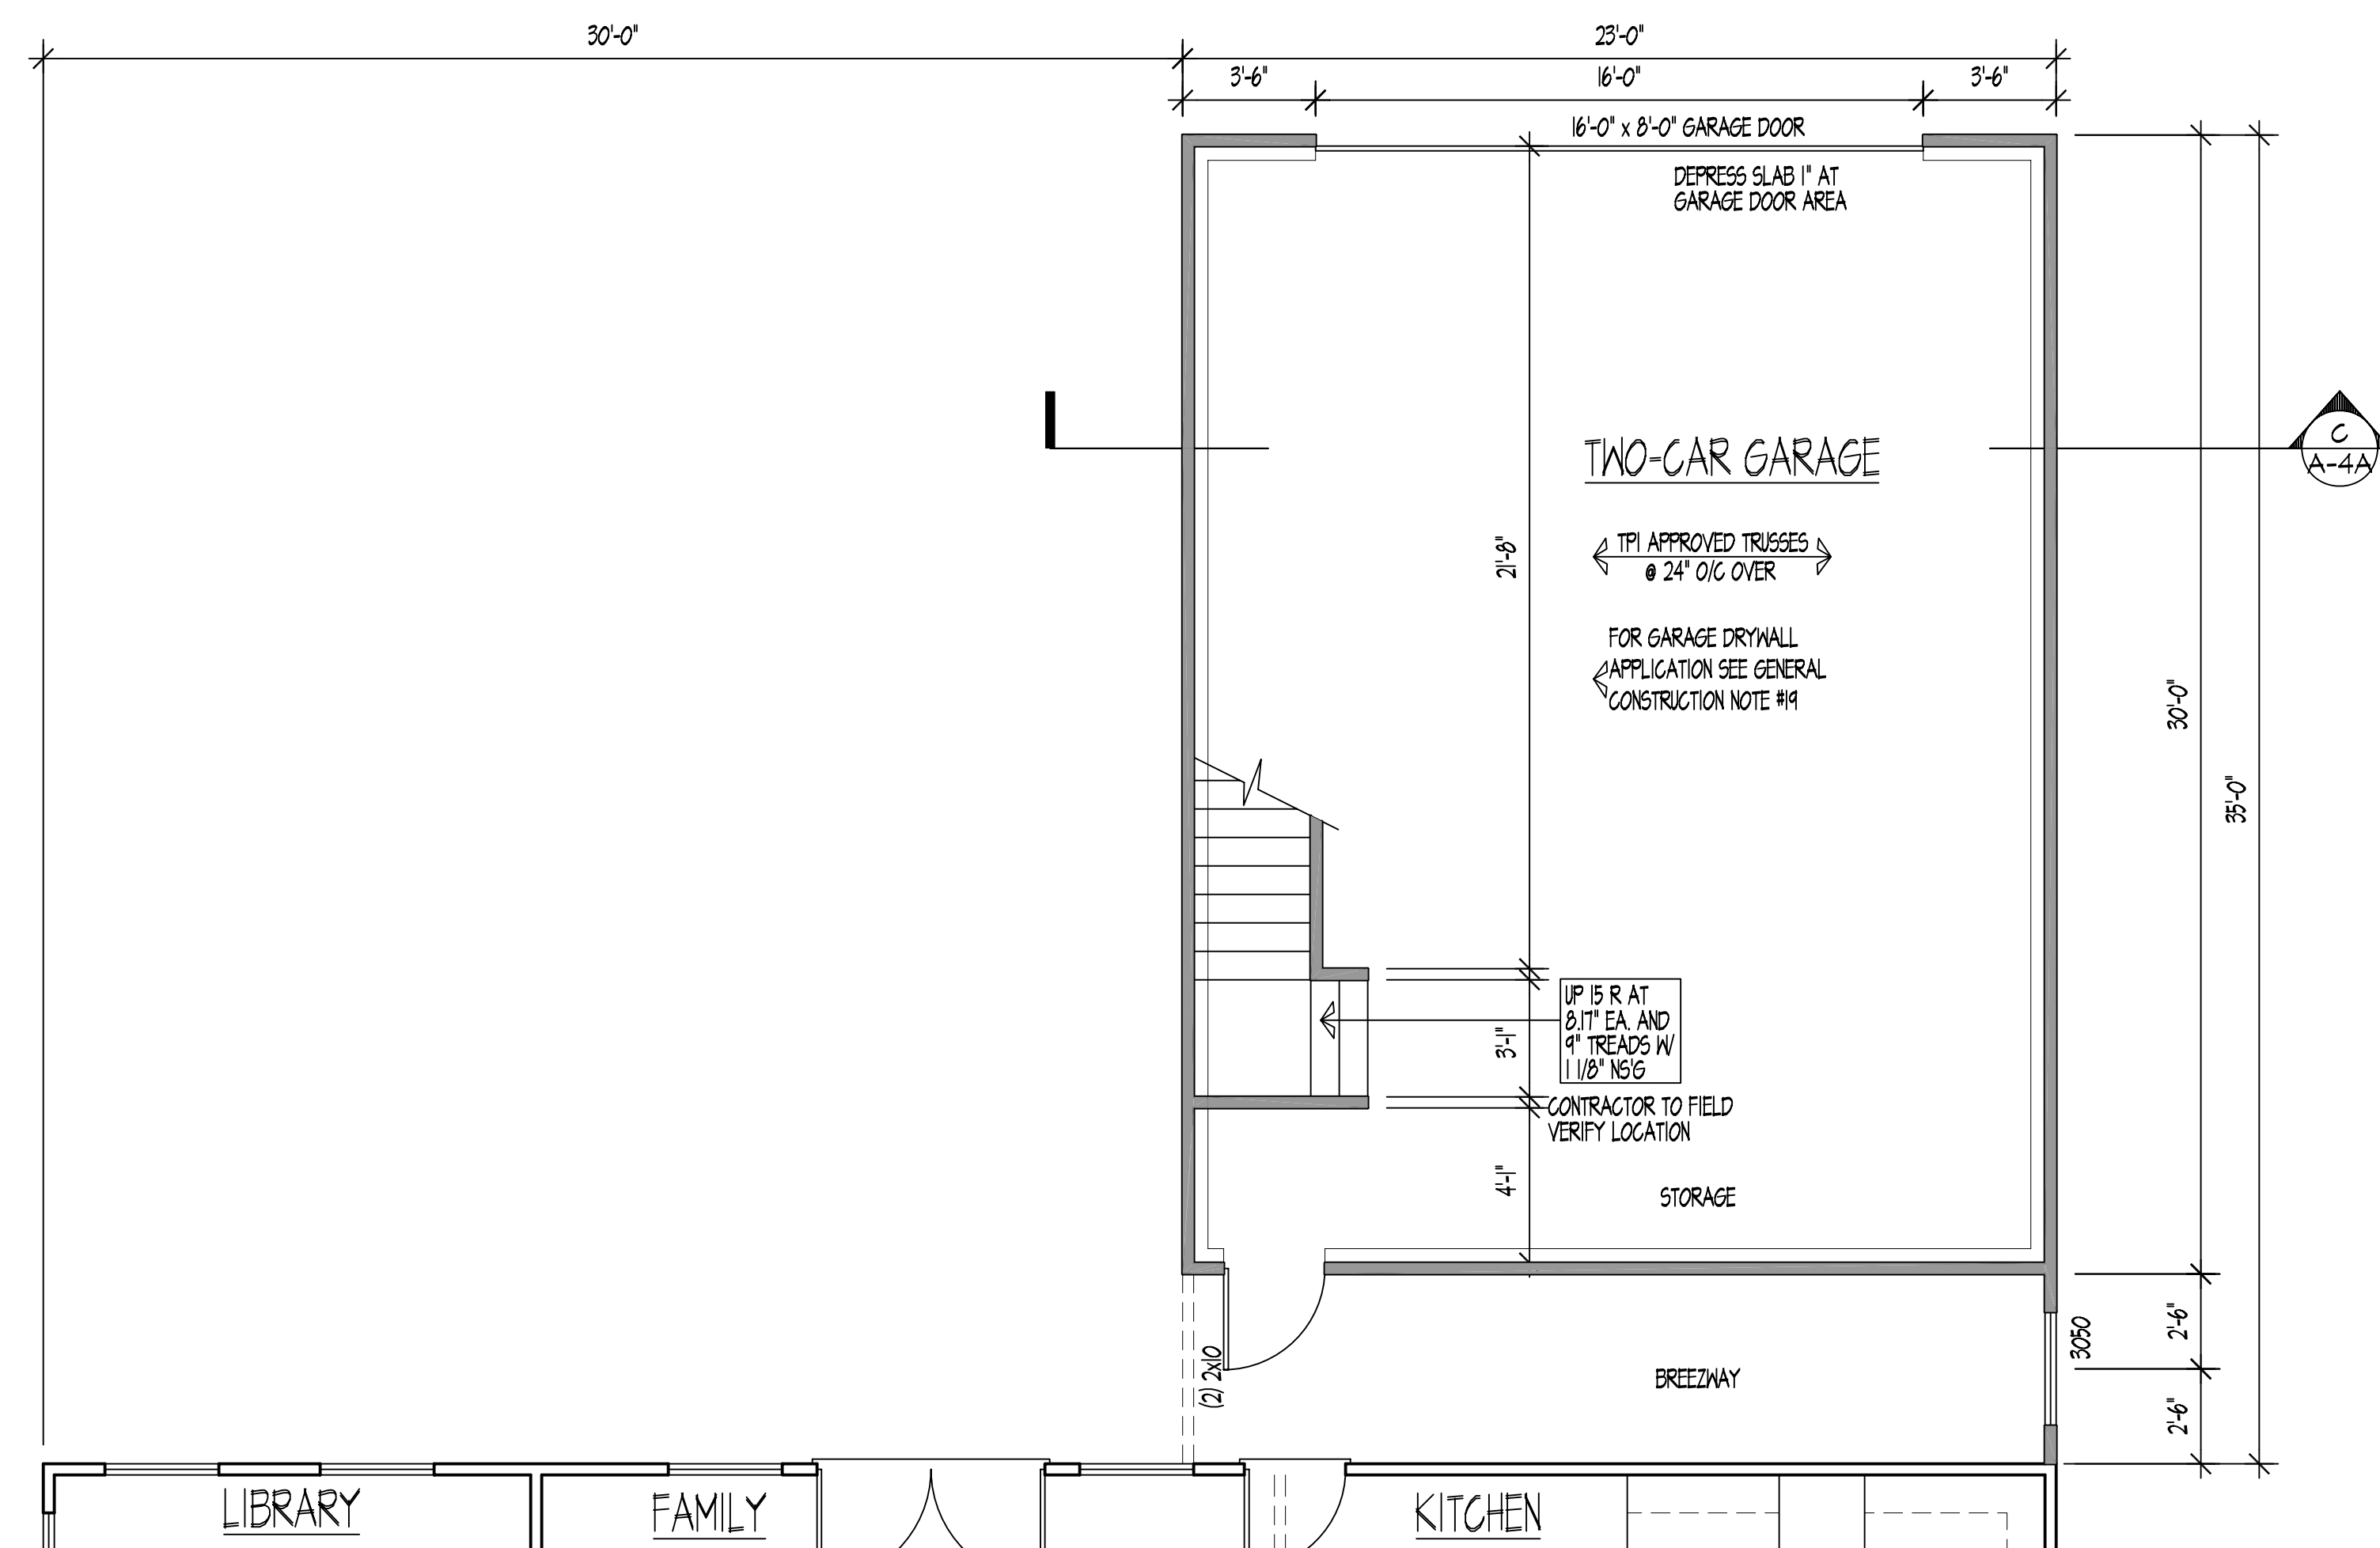 30'-0"
23'-0"
3'-6"
16'-0"
3'-6"
16'-0" x 8'-0" GARAGE DOOR
DEPRESS SLAB 1" AT
GARAGE DOOR AREA
TWO-CAR GARAGE
C
A-4A
TPI APPROVED TRUSSES
@ 24" O/C OVER
21'-8"
FOR GARAGE DRYWALL
APPLICATION SEE GENERAL
CONSTRUCTION NOTE #19
30'-0"
35'-0"
UP 15 R AT
8.17" EA. AND
9" TREADS W/
1 1/8" NS'G
3'-1"
CONTRACTOR TO FIELD
VERIFY LOCATION
4'-1"
STORAGE
(2) 2x10
BREEZWAY
3050
2'-6"
2'-6"
LIBRARY
FAMILY
KITCHEN